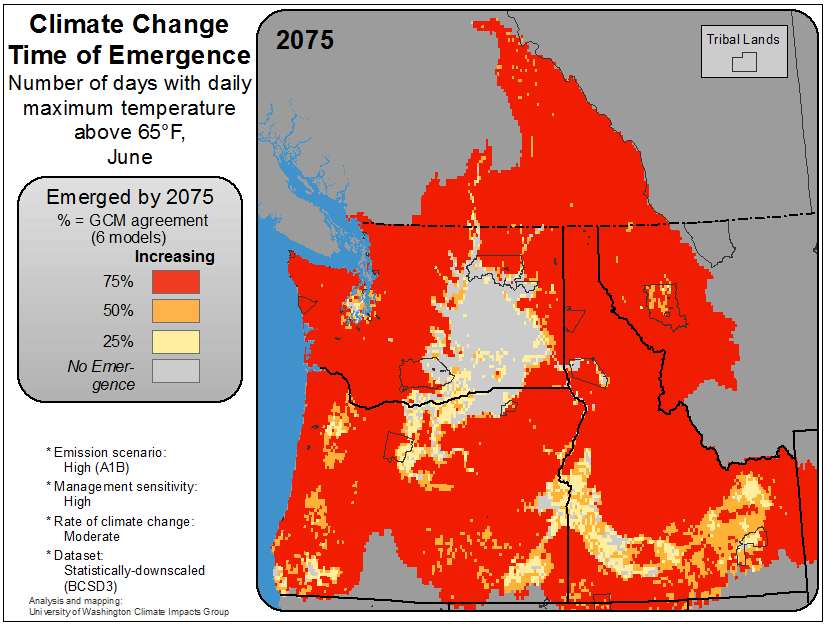 Climate Change
Time of Emergence
Number of days with daily
maximum temperature
above 65°F,
June
2075
Tribal Lands
Emerged by 2075
% = GCM agreement
(6 models)
Increasing
75%
50%
25%
No Emer-
gence
* Emission scenario:
High (A1B)
* Management sensitivity:
High
* Rate of climate change:
Moderate
* Dataset:
Statistically-downscaled
(BCSD3)
Analysis and mapping:
University of Washington Climate Impacts Group